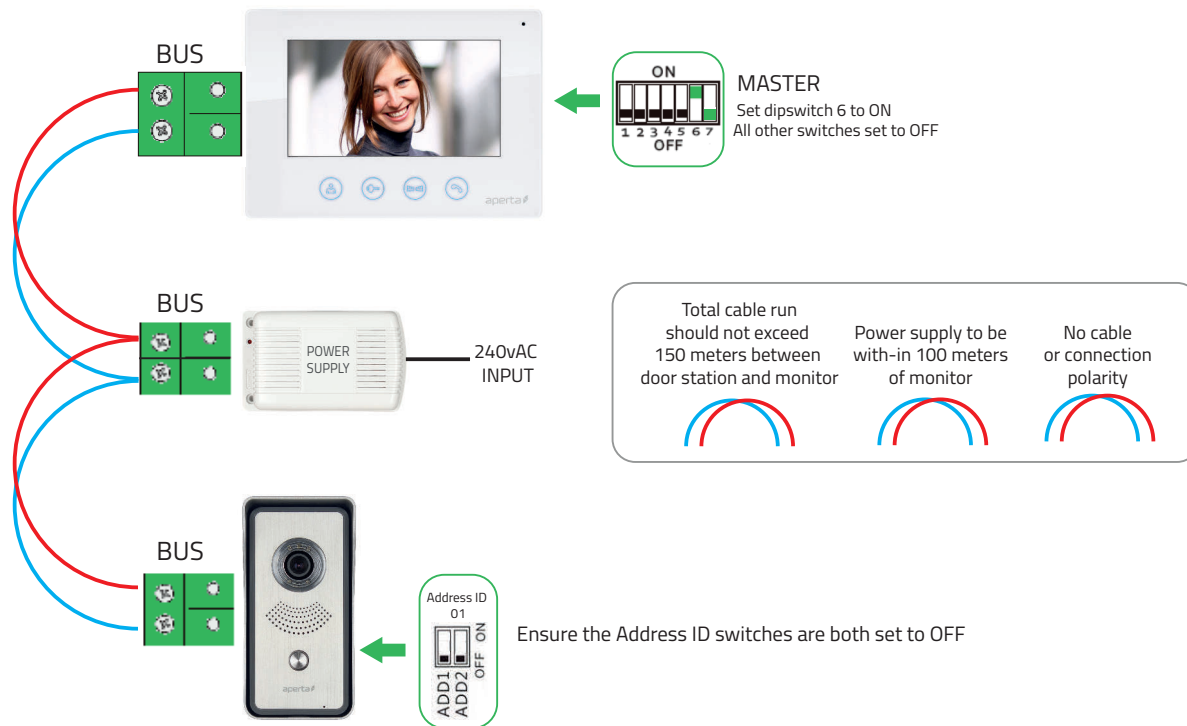 BUS
aperta
ON
1 2 3 4 5 6 7
OFF
MASTER
Set dipswitch 6 to ON
All other switches set to OFF
BUS
POWER
SUPPLY
240vAC
INPUT
Total cable run
should not exceed
150 meters between
door station and monitor
Power supply to be
with-in 100 meters
of monitor
No cable
or connection
polarity
BUS
aperta
Address ID
01
ADD1
ADD2
OFF ON
Ensure the Address ID switches are both set to OFF